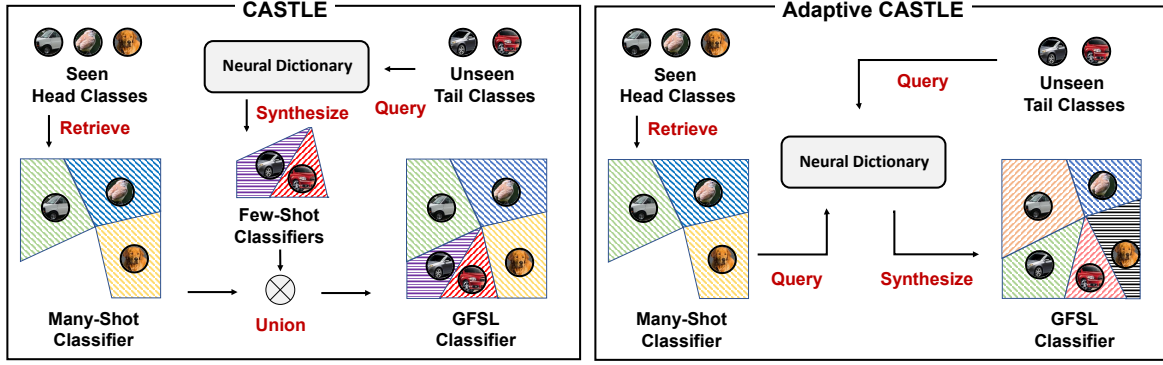 CASTLE
Seen
Head Classes
Neural Dictionary
Unseen
Tail Classes
Query
Synthesize
Retrieve
Few-Shot
Classifiers
Union
Many-Shot
Classifier
GFSL
Classifier
Adaptive CASTLE
Seen
Head Classes
Query
Unseen
Tail Classes
Retrieve
Neural Dictionary
Query
Synthesize
Many-Shot
Classifier
GFSL
Classifier